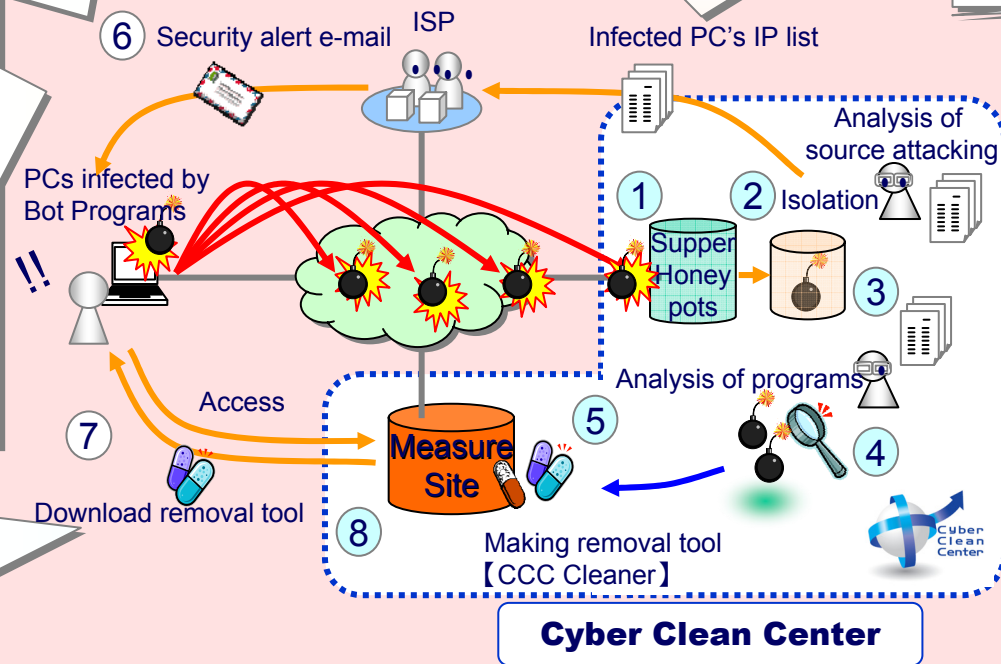 6
Security alert e-mail
ISP
Infected PC's IP list
Analysis of
source attacking
PCs infected by
Bot Programs
!!
1
2
Isolation
Supper
Honey
pots
3
Analysis of programs
Access
7
Measure
Site
5
4
Download removal tool
8
Making removal tool
【CCC Cleaner】
Cyber
Clean
Center
Cyber Clean Center